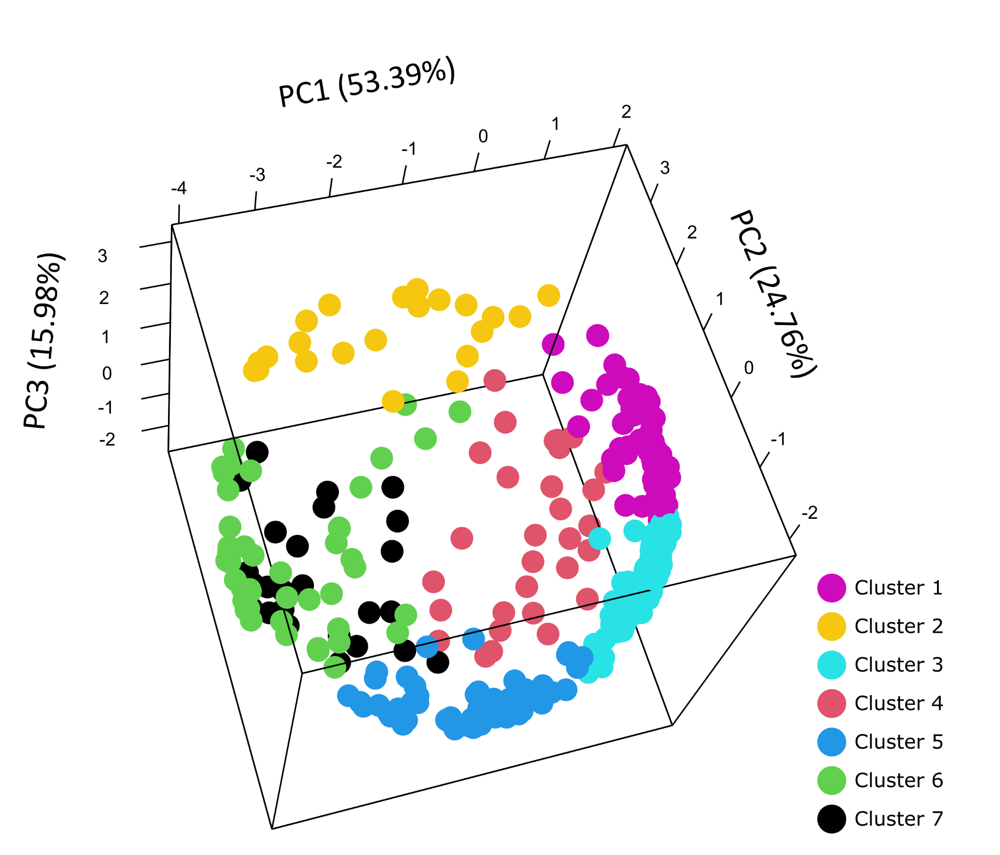 PC1 (53.39%)
-4
-3
-2
-1
0
1
2
PC2 (24.76%)
3
2
1
0
-1
-2
PC3 (15.98%)
3
2
1
0
-1
-2
Cluster 1
Cluster 2
Cluster 3
Cluster 4
Cluster 5
Cluster 6
Cluster 7